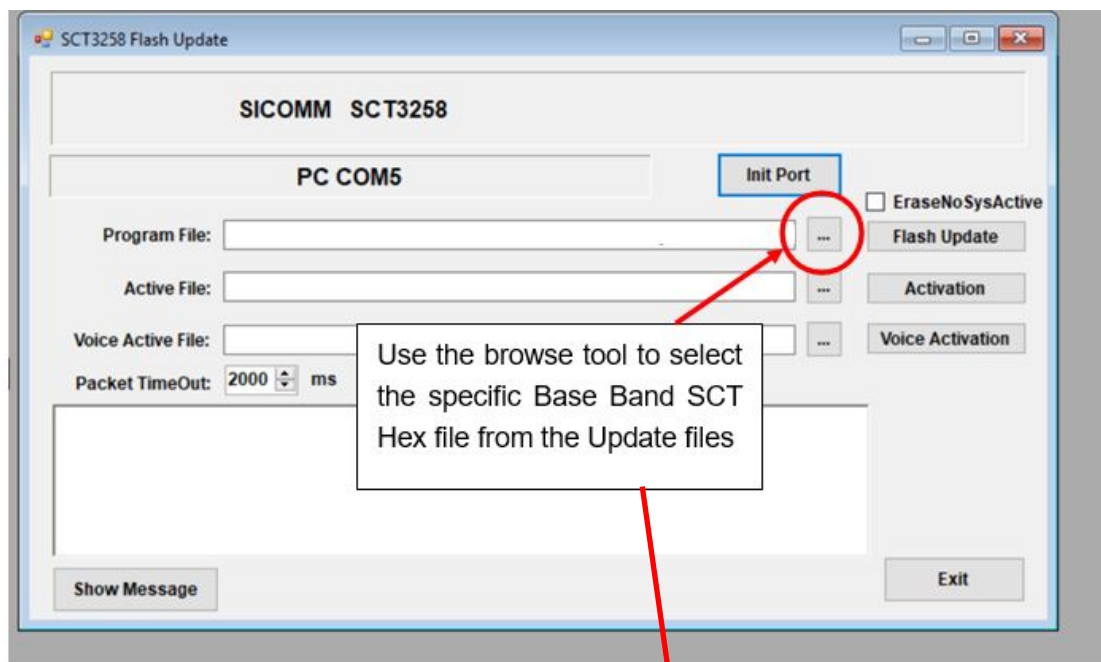 SCT3258 Flash Update
SICOMM SCT3258
PC COM5
Init Port
EraseNoSysActive
Program File:
...
Flash Update
Active File:
...
Activation
Voice Active File:
...
Voice Activation
Packet TimeOut: 2000 ms
Use the browse tool to select
the specific Base Band SCT
Hex file from the Update files
Show Message
Exit